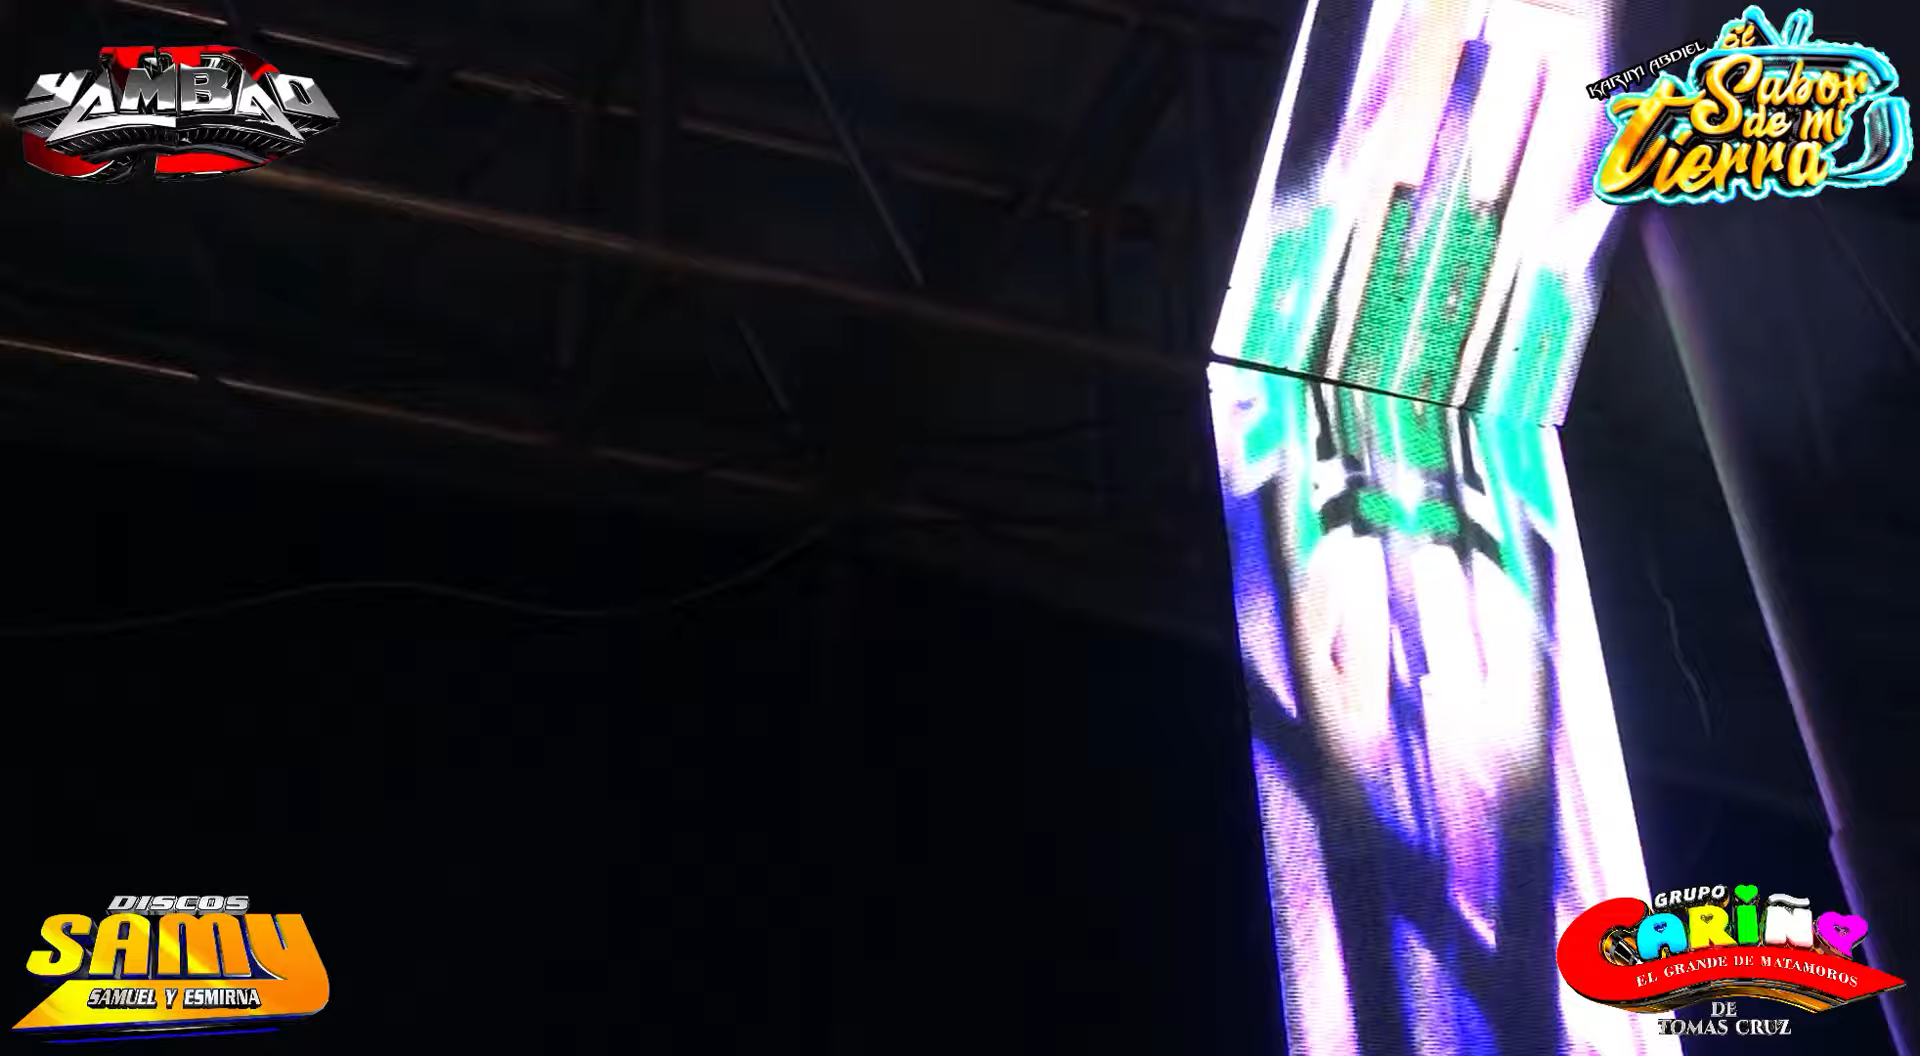 YAMBAO
KARIM ABDIEL
El
Sabor
de mi
Tierra
DISCOS
SAMY
SAMUEL Y ESMIRNA
GRUPO
CARIÑO
EL GRANDE DE MATAMOROS
DE
TOMAS CRUZ